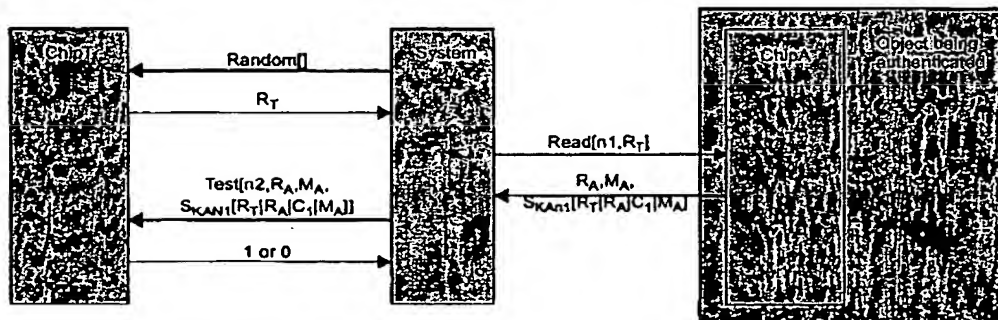 ChipT
System
ChipA
Object being
authenticated
Random[]
R_T
Read[n1,R_T]
R_A,M_A,
S_KAn1[R_T|R_A|C_1|M_A]
Test[n2,R_A,M_A,
S_KAN1[R_T|R_A|C_1|M_A]]
1 or 0